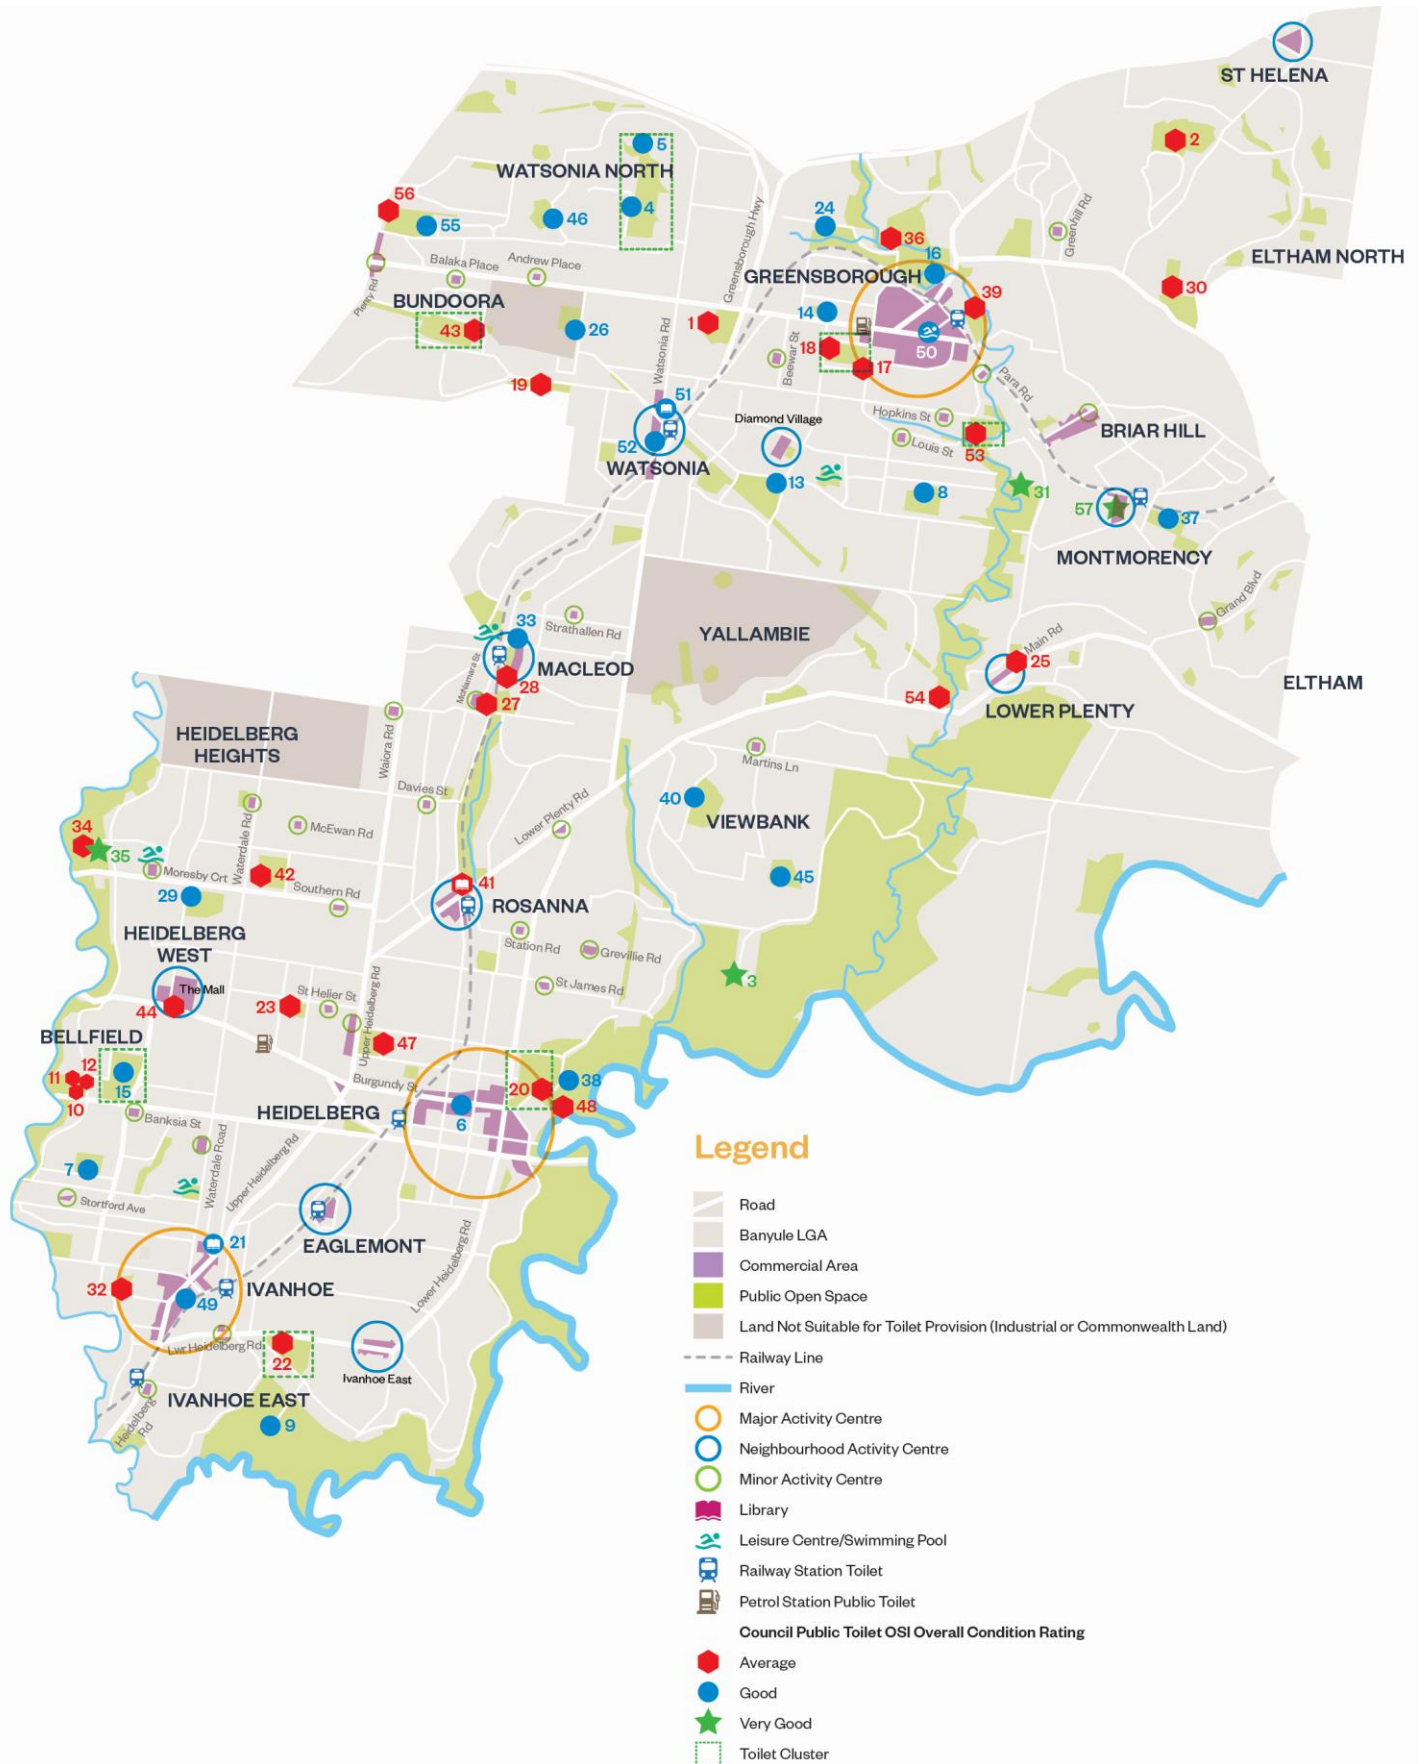 ST HELENA
2
5
WATSONIA NORTH
4
46
56
55
24
36
16
Greensborough Hwy
Greenhill Rd
ELTHAM NORTH
30
Balaka Place
Andrew Place
Plenty Rd
BUNDOORA
43
26
1
GREENSBOROUGH
39
14
50
18
17
Beewar St
Watsonia Rd
19
51
52
WATSONIA
Diamond Village
13
Hopkins St
Louis St
53
Para Rd
BRIAR HILL
8
31
57
37
MONTMORENCY
Grand Blvd
YALLAMBIE
33
Strathallen Rd
MACLEOD
McNamara St
28
27
Main Rd
25
54
LOWER PLENTY
ELTHAM
HEIDELBERG
HEIGHTS
Waiora Rd
Martins Ln
Davies St
40
VIEWBANK
Lower Plenty Rd
Waterdale Rd
McEwan Rd
34
35
Moresby Crt
42
45
29
Southern Rd
41
ROSANNA
HEIDELBERG
WEST
Station Rd
Grevillie Rd
3
The Mall
44
St James Rd
St Helier St
23
Upper Heidelberg Rd
47
BELLFIELD
11
12
10
15
Burgundy St
20
38
48
HEIDELBERG
6
Banksia St
7
Waterdale Road
Upper Heidelberg Rd
Stortford Ave
EAGLEMONT
21
Lower Heidelberg Rd
32
IVANHOE
49
Lwr Heidelberg Rd
22
Ivanhoe East
IVANHOE EAST
Heidelberg
Rd
9
Legend
Road
Banyule LGA
Commercial Area
Public Open Space
Land Not Suitable for Toilet Provision (Industrial or Commonwealth Land)
Railway Line
River
Major Activity Centre
Neighbourhood Activity Centre
Minor Activity Centre
Library
Leisure Centre/Swimming Pool
Railway Station Toilet
Petrol Station Public Toilet
Council Public Toilet OSI Overall Condition Rating
Average
Good
Very Good
Toilet Cluster